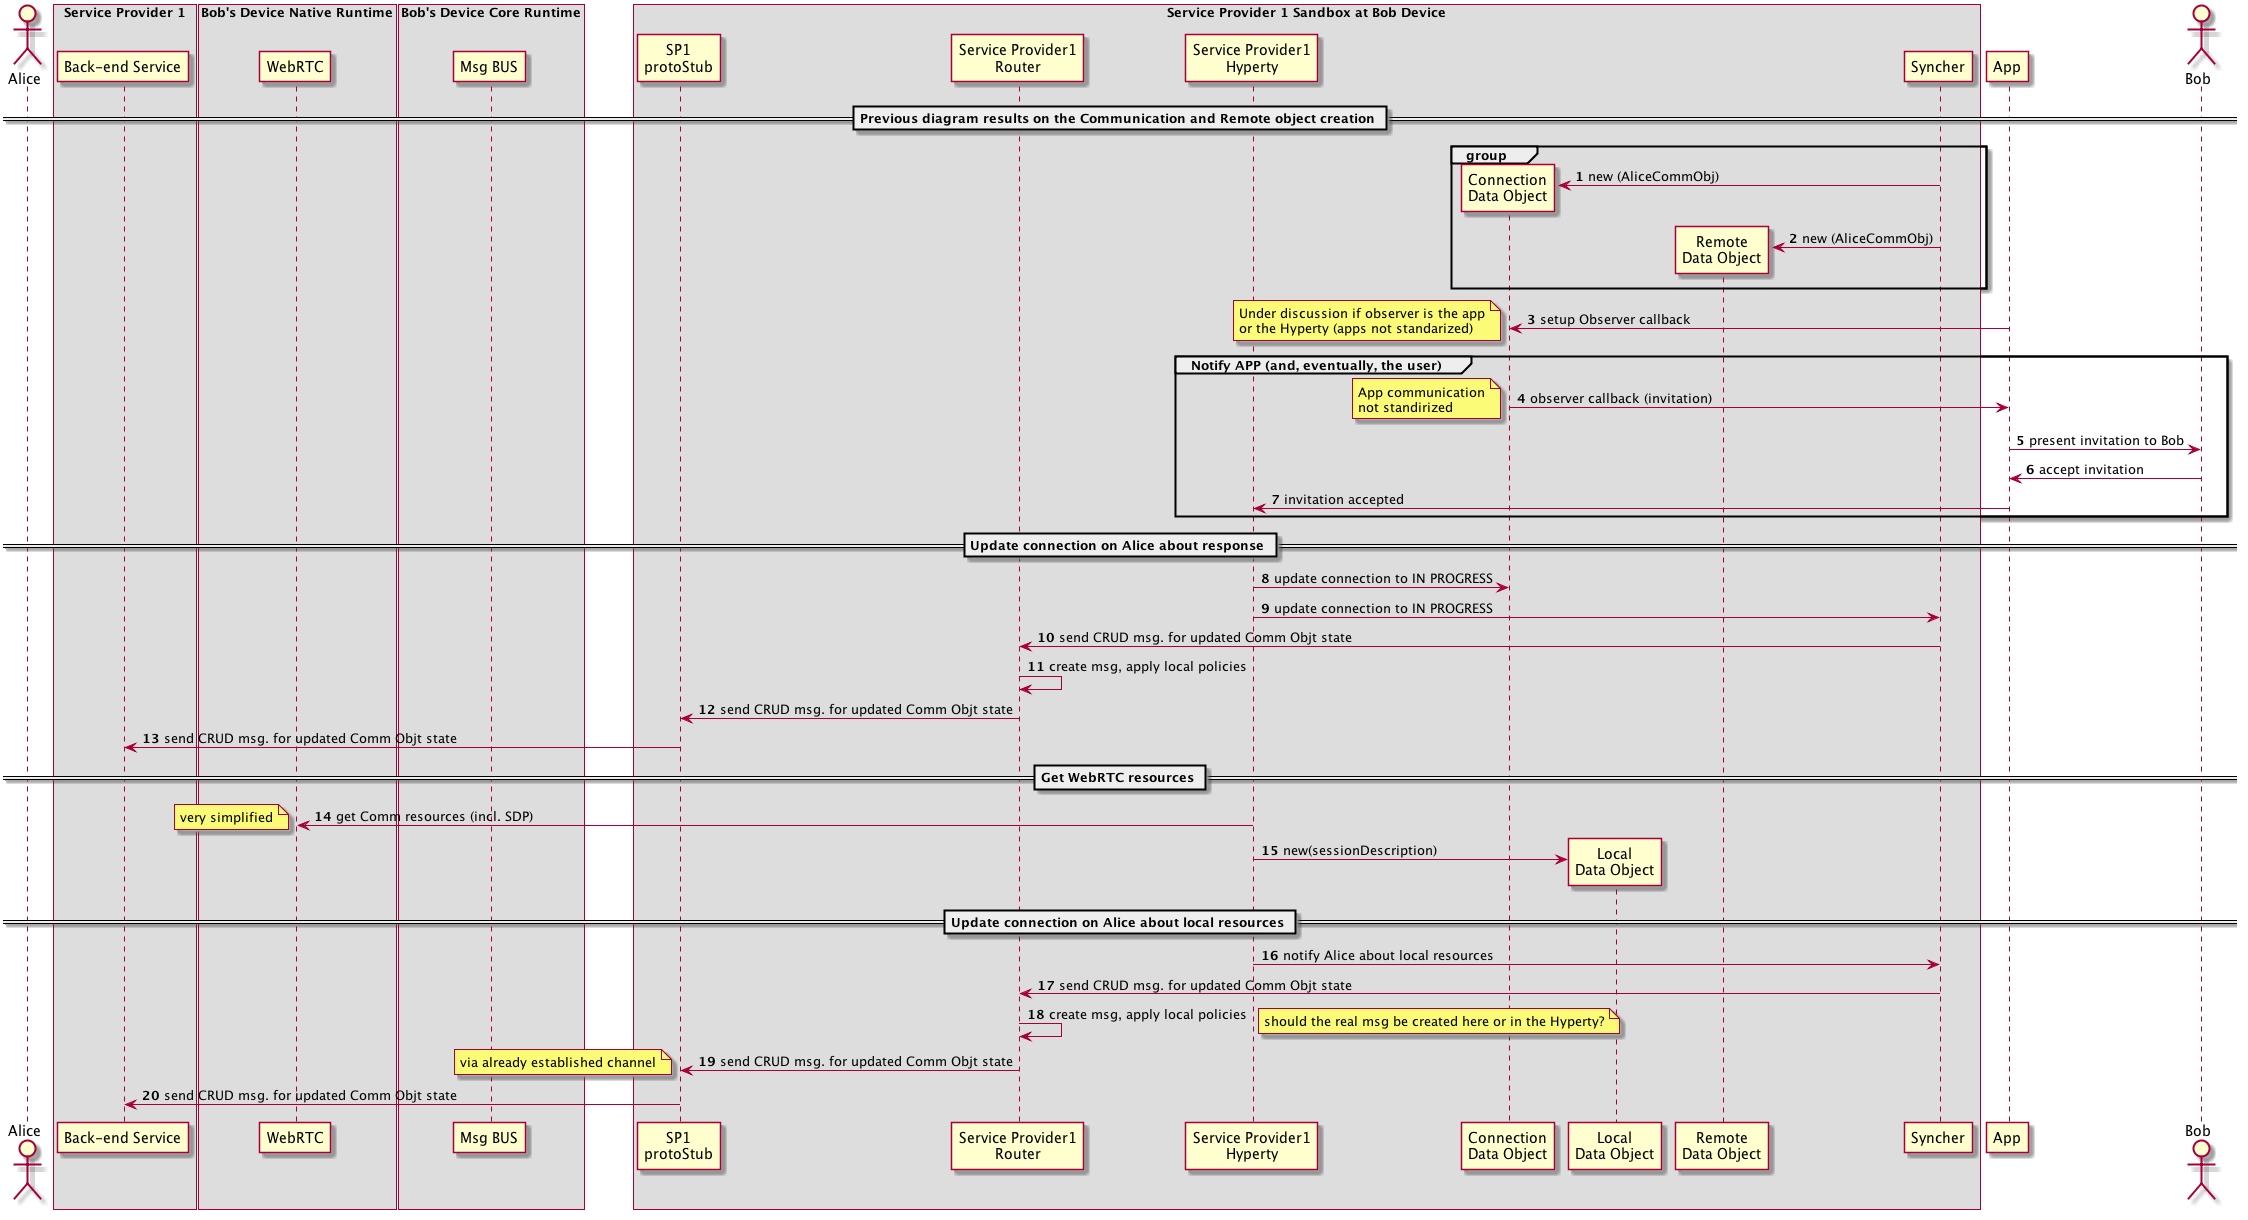 Service Provider 1
Bob's Device Native Runtime
Bob's Device Core Runtime
Service Provider 1 Sandbox at Bob Device
Alice
Back-end Service
WebRTC
Msg BUS
SP1
protoStub
Service Provider1
Router
Service Provider1
Hyperty
Syncher
App
Bob
Previous diagram results on the Communication and Remote object creation
group
Connection
Data Object
1 new (AliceCommObj)
Remote
Data Object
2 new (AliceCommObj)
Under discussion if observer is the app
or the Hyperty (apps not standarized)
3 setup Observer callback
Notify APP (and, eventually, the user)
App communication
not standirized
4 observer callback (invitation)
5 present invitation to Bob
6 accept invitation
7 invitation accepted
Update connection on Alice about response
8 update connection to IN PROGRESS
9 update connection to IN PROGRESS
10 send CRUD msg. for updated Comm Objt state
11 create msg, apply local policies
12 send CRUD msg. for updated Comm Objt state
13 send CRUD msg. for updated Comm Objt state
Get WebRTC resources
very simplified
14 get Comm resources (incl. SDP)
15 new(sessionDescription)
Local
Data Object
Update connection on Alice about local resources
16 notify Alice about local resources
17 send CRUD msg. for updated Comm Objt state
18 create msg, apply local policies
should the real msg be created here or in the Hyperty?
via already established channel
19 send CRUD msg. for updated Comm Objt state
20 send CRUD msg. for updated Comm Objt state
Alice
Back-end Service
WebRTC
Msg BUS
SP1
protoStub
Service Provider1
Router
Service Provider1
Hyperty
Connection
Data Object
Local
Data Object
Remote
Data Object
Syncher
App
Bob